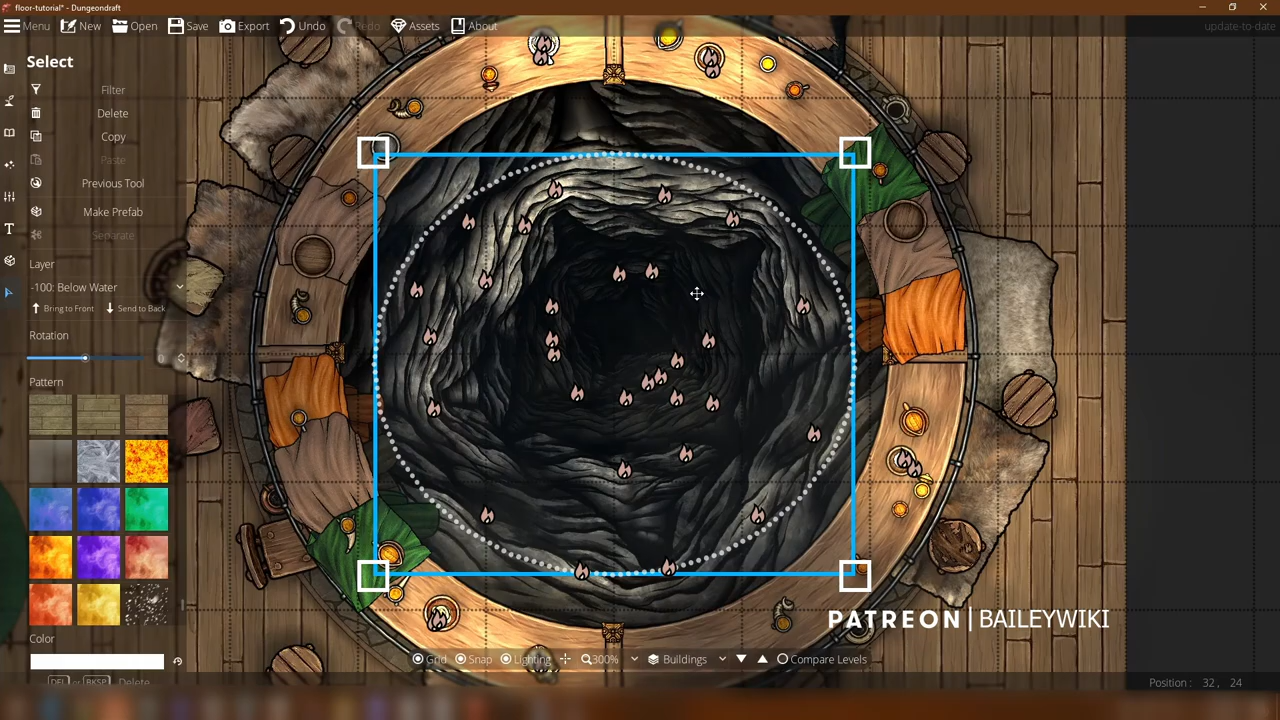 floor-tutorial* - Dungeondraft
Menu New Open Save Export Undo Redo Assets About
update-to-date
Select
Filter
Delete
Copy
Paste
Previous Tool
Make Prefab
Separate
Layer
-100: Below Water
Bring to Front Send to Back
Rotation
0
Pattern
Color
DEL or BKSP Delete
PATREON | BAILEYWIKI
Grid Snap Lighting 300% Buildings Compare Levels
Position : 32 , 24